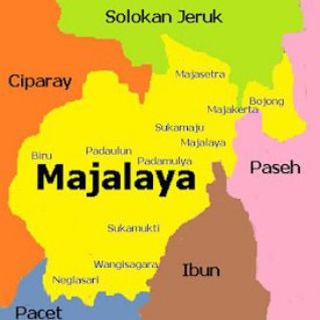 Solokan Jeruk
Ciparay
Majasetra
Bojong
Majakerta
Sukamaju
Majalaya
Padaulun
Biru
Padamulya
Paseh
Majalaya
Sukamukti
Wangisagara
Ibun
Neglasari
Pacet